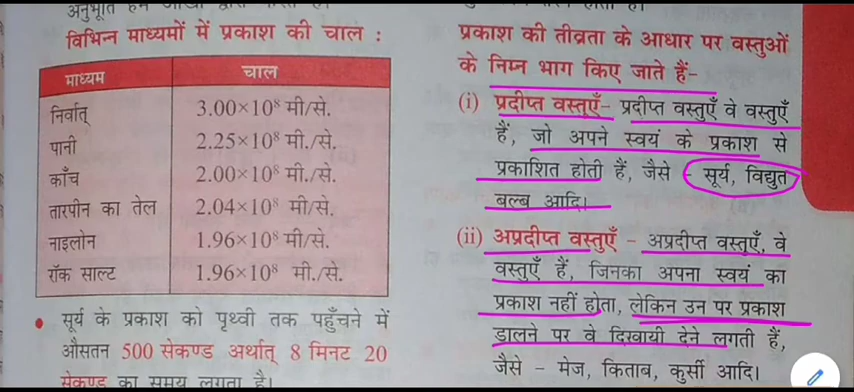 विभिन्न माध्यमों में प्रकाश की चाल :
माध्यम चाल
निर्वात् 3.00×10⁸ मी/से.
पानी 2.25×10⁸ मी./से.
काँच 2.00×10⁸ मी./से.
तारपीन का तेल 2.04×10⁸ मी/से.
नाइलोन 1.96×10⁸ मी/से.
रॉक साल्ट 1.96×10⁸ मी./से.
• सूर्य के प्रकाश को पृथ्वी तक पहुँचने में
औसतन 500 सेकण्ड अर्थात् 8 मिनट 20
सेकण्ड का समय लगता है।
प्रकाश की तीव्रता के आधार पर वस्तुओं
के निम्न भाग किए जाते हैं-
(i) प्रदीप्त वस्तुएँ- प्रदीप्त वस्तुएँ वे वस्तुएँ
हैं, जो अपने स्वयं के प्रकाश से
प्रकाशित होती हैं, जैसे - सूर्य, विद्युत
बल्ब आदि।
(ii) अप्रदीप्त वस्तुएँ - अप्रदीप्त वस्तुएँ, वे
वस्तुएँ हैं, जिनका अपना स्वयं का
प्रकाश नहीं होता, लेकिन उन पर प्रकाश
डालने पर वे दिखायी देने लगती हैं,
जैसे - मेज, किताब, कुर्सी आदि।